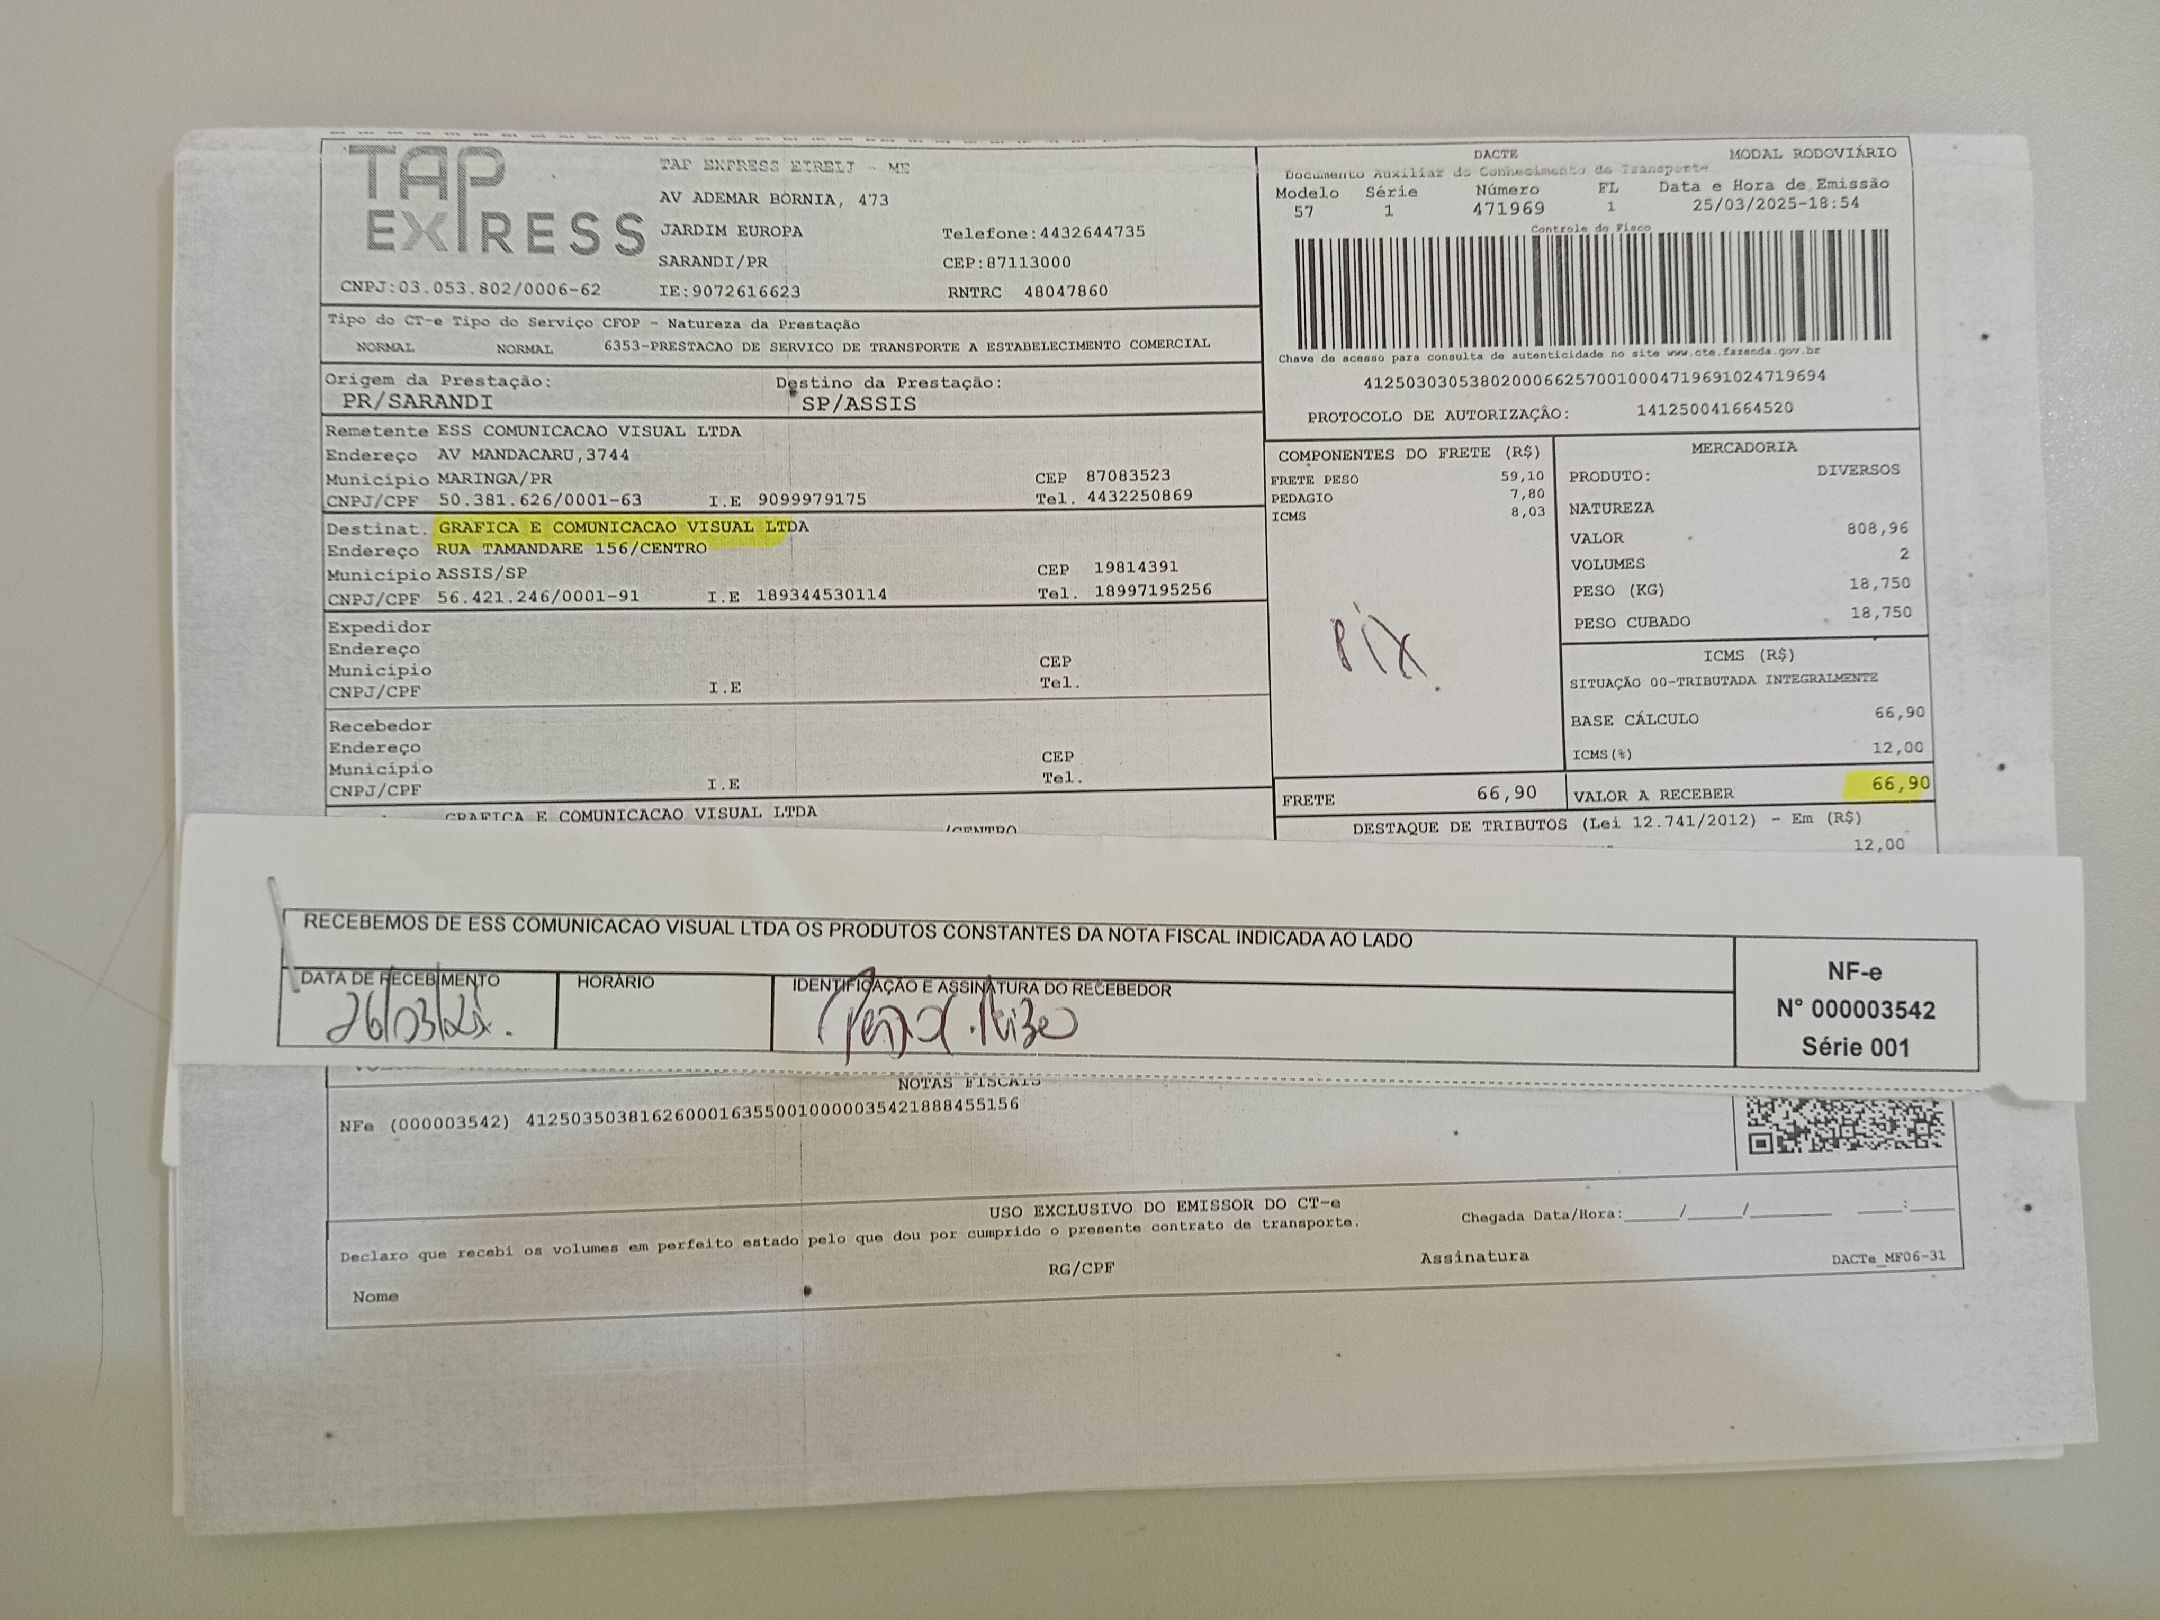 TAP EXPRESS
TAP EXPRESS EIRELI - ME
AV ADEMAR BORNIA, 473
JARDIM EUROPA Telefone:4432644735
SARANDI/PR CEP:87113000
CNPJ:03.053.802/0006-62 IE:9072616623 RNTRC 48047860
DACTE MODAL RODOVIÁRIO
Documento Auxiliar do Conhecimento de Transporte
Modelo Série Número FL Data e Hora de Emissão
57 1 471969 1 25/03/2025-18:54
Controle do Fisco
Chave de acesso para consulta de autenticidade no site www.cte.fazenda.gov.br
41250303053802000662570010004719691024719694
PROTOCOLO DE AUTORIZAÇÃO: 141250041664520
Tipo do CT-e Tipo do Serviço CFOP - Natureza da Prestação
NORMAL NORMAL 6353-PRESTACAO DE SERVICO DE TRANSPORTE A ESTABELECIMENTO COMERCIAL
Origem da Prestação: Destino da Prestação:
PR/SARANDI SP/ASSIS
Remetente ESS COMUNICACAO VISUAL LTDA
Endereço AV MANDACARU,3744
Município MARINGA/PR CEP 87083523
CNPJ/CPF 50.381.626/0001-63 I.E 9099979175 Tel. 4432250869
Destinat. GRAFICA E COMUNICACAO VISUAL LTDA
Endereço RUA TAMANDARE 156/CENTRO
Município ASSIS/SP CEP 19814391
CNPJ/CPF 56.421.246/0001-91 I.E 189344530114 Tel. 18997195256
Expedidor
Endereço
Município CEP
CNPJ/CPF I.E Tel.
Recebedor
Endereço
Município CEP
CNPJ/CPF I.E Tel.
GRAFICA E COMUNICACAO VISUAL LTDA
/CENTRO
COMPONENTES DO FRETE (R$)
FRETE PESO 59,10
PEDAGIO 7,80
ICMS 8,03
Pix
FRETE 66,90
MERCADORIA
PRODUTO: DIVERSOS
NATUREZA
VALOR 808,96
VOLUMES 2
PESO (KG) 18,750
PESO CUBADO 18,750
ICMS (R$)
SITUAÇÃO 00-TRIBUTADA INTEGRALMENTE
BASE CÁLCULO 66,90
ICMS(%) 12,00
VALOR A RECEBER 66,90
DESTAQUE DE TRIBUTOS (Lei 12.741/2012) - Em (R$)
12,00
RECEBEMOS DE ESS COMUNICACAO VISUAL LTDA OS PRODUTOS CONSTANTES DA NOTA FISCAL INDICADA AO LADO
DATA DE RECEBIMENTO HORÁRIO IDENTIFICAÇÃO E ASSINATURA DO RECEBEDOR
26/03/25.
NF-e
N° 000003542
Série 001
NOTAS FISCAIS
NFe (000003542) 41250350381626000163550010000035421888455156
USO EXCLUSIVO DO EMISSOR DO CT-e
Declaro que recebi os volumes em perfeito estado pelo que dou por cumprido o presente contrato de transporte.
Chegada Data/Hora:_____/_____/________ ____:____
Nome RG/CPF Assinatura DACTe_MF06-31